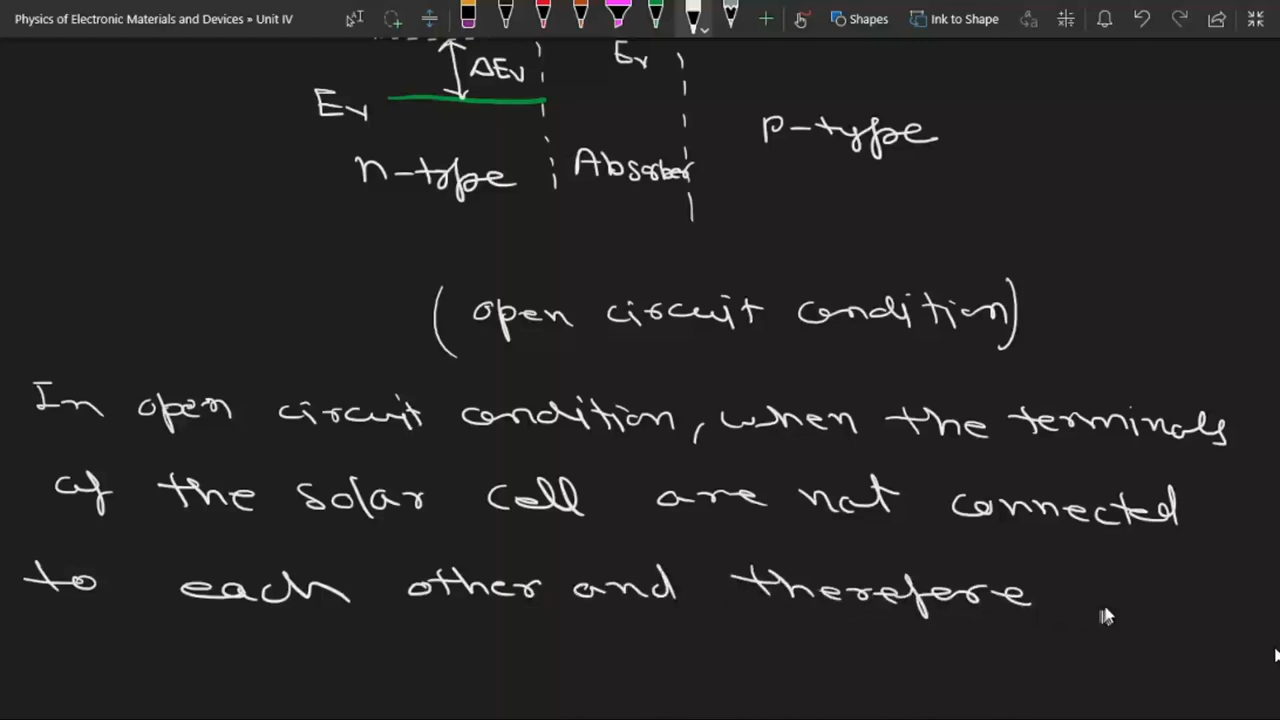 Physics of Electronic Materials and Devices » Unit IV
Shapes
Ink to Shape
ΔEv
Ev
Ev
p-type
n-type
Absorber
(open circuit condition)
In open circuit condition, when the terminals
of the solar cell are not connected
to each other and therefore